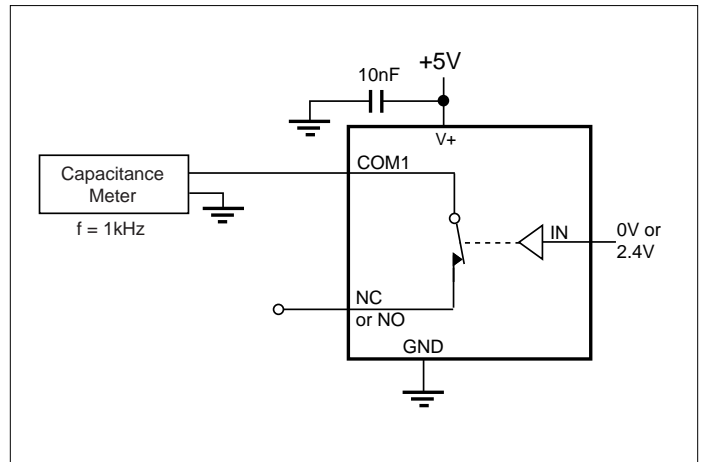 +5V
10nF
V+
COM1
Capacitance
Meter
f = 1kHz
IN
0V or
2.4V
NC
or NO
GND